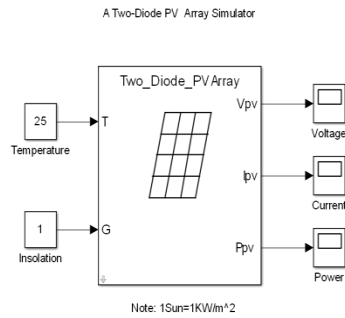 A Two-Diode PV Array Simulator
Two_Diode_PVArray
25
T
Temperature
1
G
Insolation
Vpv
Voltage
Ipv
Current
Ppv
Power
Note: 1Sun=1KW/m^2